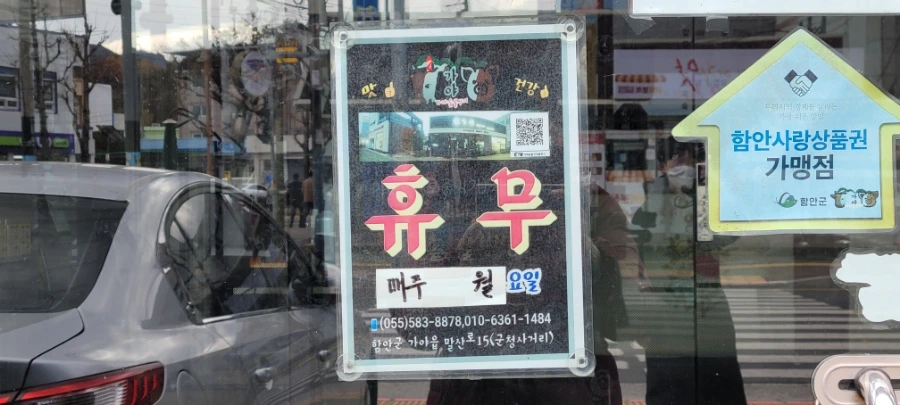 맛
건강
휴 무
매주 월요일
(055)583-8878,010-6361-1484
함안군 가야읍 말산로15(군청사거리)
함안사랑상품권
가맹점
함안군